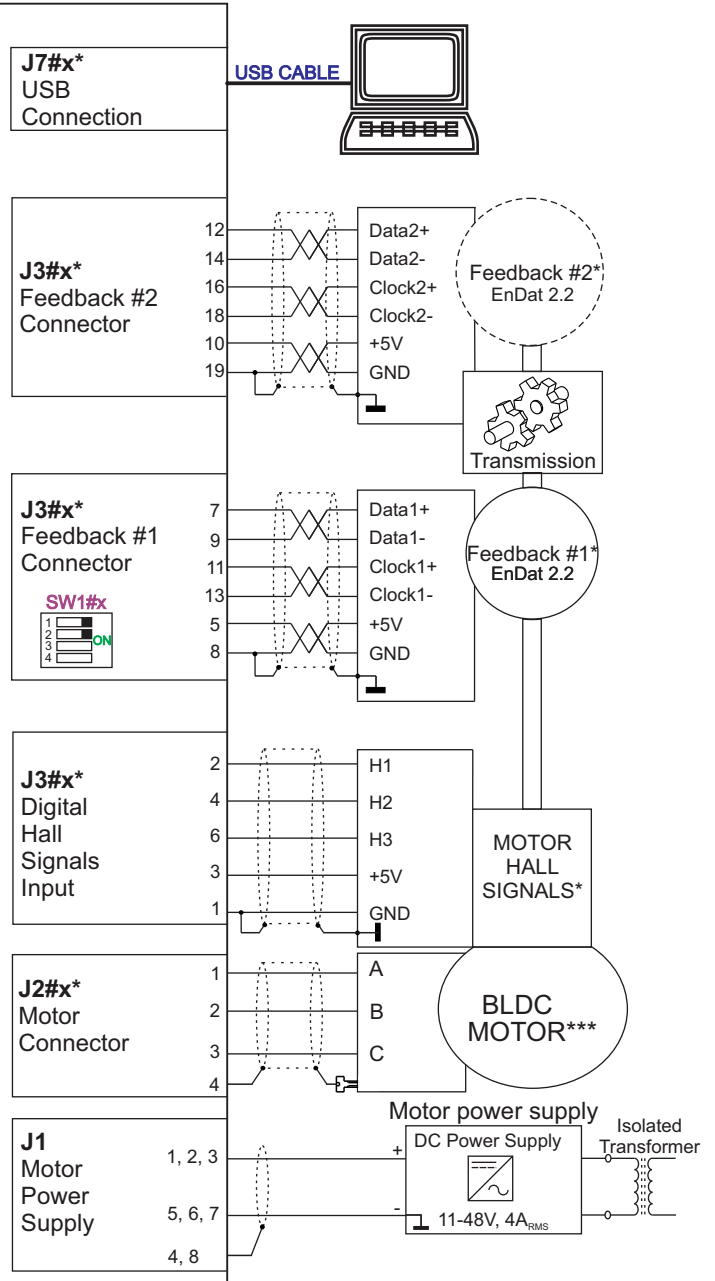 J7#x*
USB
Connection
USB CABLE
J3#x*
Feedback #2
Connector
12
14
16
18
10
19
Data2+
Data2-
Clock2+
Clock2-
+5V
GND
Feedback #2*
EnDat 2.2
Transmission
J3#x*
Feedback #1
Connector
SW1#x
1
2
3
4
ON
7
9
11
13
5
8
Data1+
Data1-
Clock1+
Clock1-
+5V
GND
Feedback #1*
EnDat 2.2
J3#x*
Digital
Hall
Signals
Input
2
4
6
3
1
H1
H2
H3
+5V
GND
MOTOR
HALL
SIGNALS*
J2#x*
Motor
Connector
1
2
3
4
A
B
C
BLDC
MOTOR***
J1
Motor
Power
Supply
1, 2, 3
5, 6, 7
4, 8
Motor power supply
+
-
DC Power Supply
11-48V, 4ARMS
Isolated
Transformer